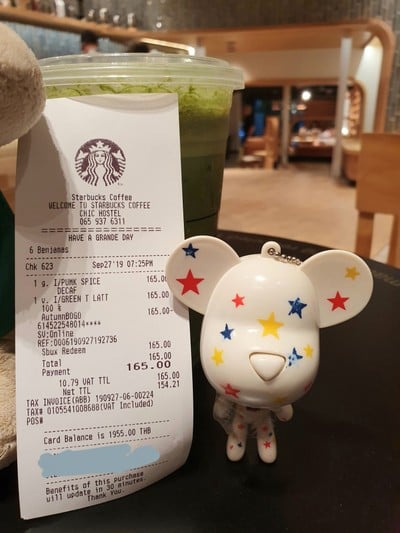 Starbucks Coffee
WELCOME TO STARBUCKS COFFEE
CHIC HOSTEL
065 937 6311
HAVE A GRANDE DAY
6 Benjamas
Chk 623 Sep27'19 07:25PM
1 g. I/PUMK SPICE 165.00
DECAF
1 g. I/GREEN T LATT 165.00
100 %
AutumnBOGO 165.00-
614522548014****
SV:Online
REF:0006190927192736
Sbux Redeem 165.00
Total 165.00
Payment 165.00
10.79 VAT TTL 165.00
Net TTL 154.21
TAX INVOICE(ABB) 190927-06-00224
TAX# 0105541008688(VAT Included)
POS#
Card Balance is 1955.00 THB
Benefits of this purchase
will update in 30 minutes.
Thank You.